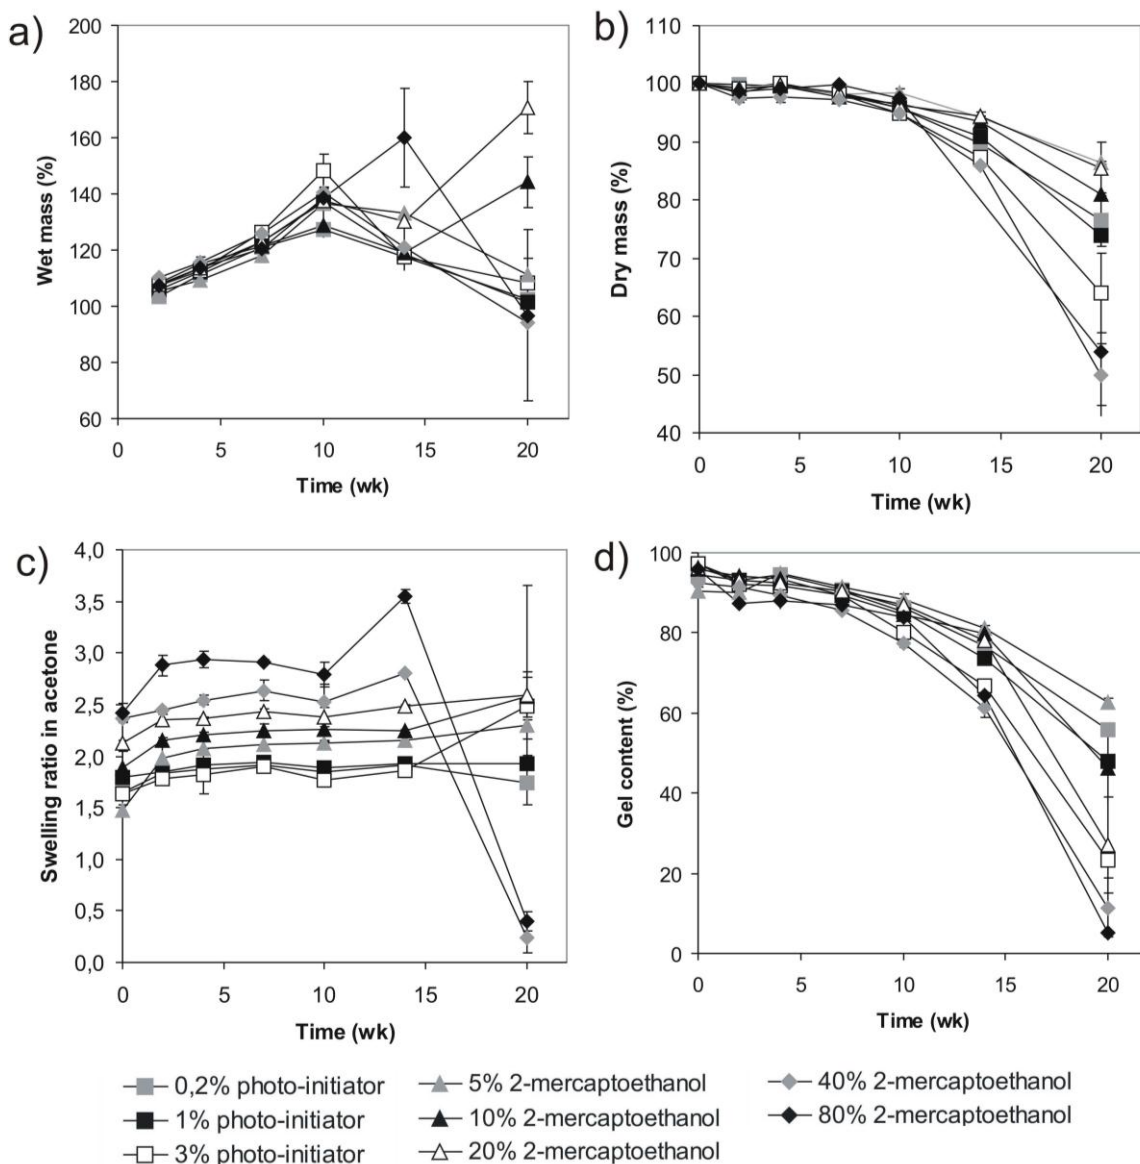 a)
200
180
160
140
120
100
80
60
Wet mass (%)
0 5 10 15 20
Time (wk)
b)
110
100
90
80
70
60
50
40
Dry mass (%)
0 5 10 15 20
Time (wk)
c)
4,0
3,5
3,0
2,5
2,0
1,5
1,0
0,5
0,0
Swelling ratio in acetone
0 5 10 15 20
Time (wk)
d)
100
80
60
40
20
0
Gel content (%)
0 5 10 15 20
Time (wk)
0,2% photo-initiator
1% photo-initiator
3% photo-initiator
5% 2-mercaptoethanol
10% 2-mercaptoethanol
20% 2-mercaptoethanol
40% 2-mercaptoethanol
80% 2-mercaptoethanol